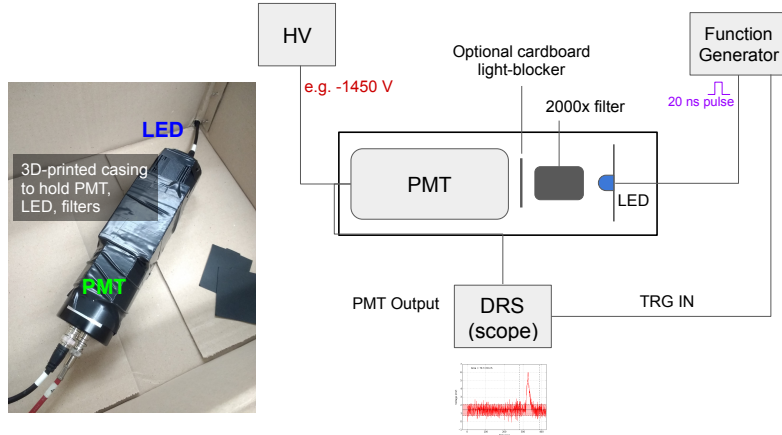 HV
Function
Generator
Optional cardboard
light-blocker
e.g. -1450 V
2000x filter
20 ns pulse
LED
3D-printed casing
to hold PMT,
LED, filters
PMT
PMT
LED
PMT Output
DRS
(scope)
TRG IN